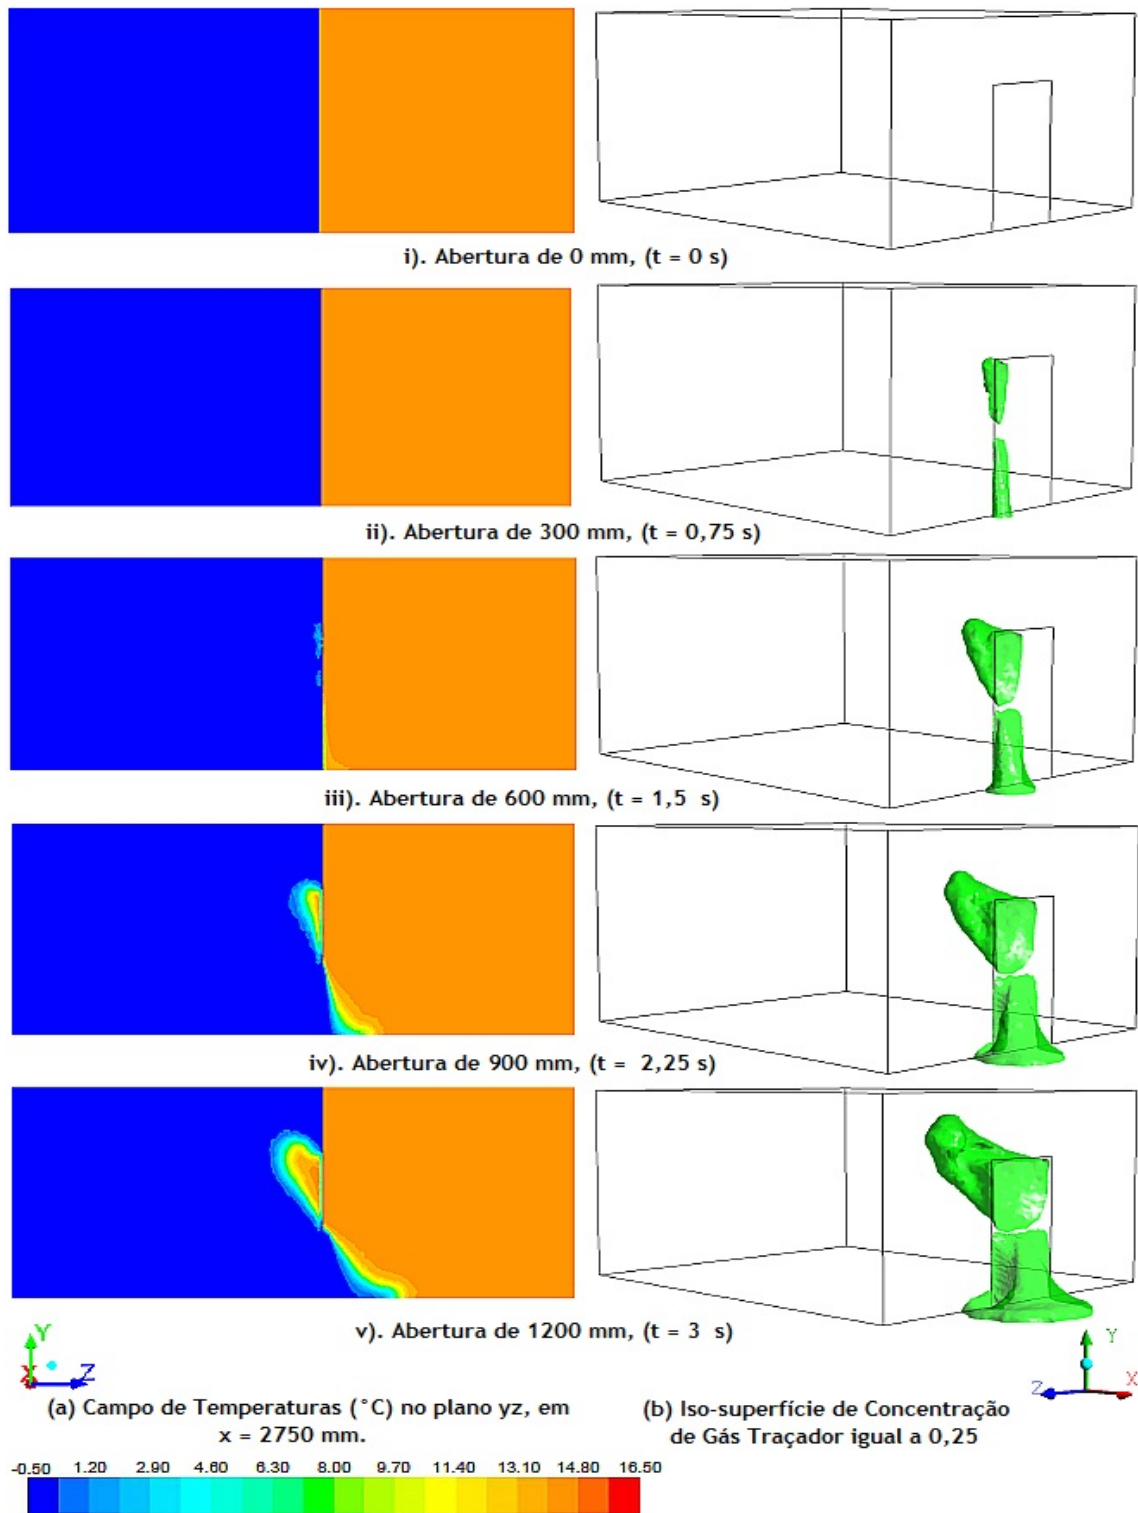 i). Abertura de 0 mm, (t = 0 s)
ii). Abertura de 300 mm, (t = 0,75 s)
iii). Abertura de 600 mm, (t = 1,5 s)
iv). Abertura de 900 mm, (t = 2,25 s)
v). Abertura de 1200 mm, (t = 3 s)
Y
X
Z
Y
Z
X
(a) Campo de Temperaturas (°C) no plano yz, em
x = 2750 mm.
(b) Iso-superfície de Concentração
de Gás Traçador igual a 0,25
-0.50 1.20 2.90 4.60 6.30 8.00 9.70 11.40 13.10 14.80 16.50